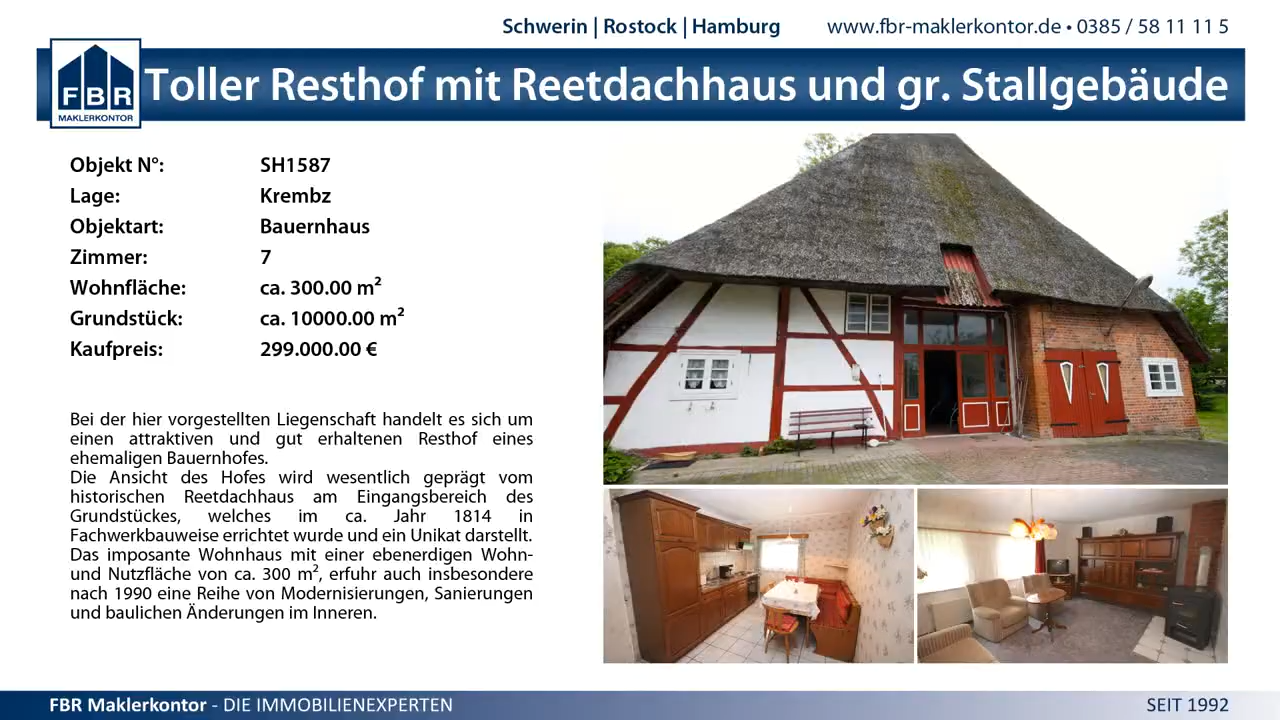 Schwerin | Rostock | Hamburg www.fbr-maklerkontor.de • 0385 / 58 11 11 5
FBR
MAKLERKONTOR
Toller Resthof mit Reetdachhaus und gr. Stallgebäude
Objekt N°: SH1587
Lage: Krembz
Objektart: Bauernhaus
Zimmer: 7
Wohnfläche: ca. 300.00 m²
Grundstück: ca. 10000.00 m²
Kaufpreis: 299.000.00 €
Bei der hier vorgestellten Liegenschaft handelt es sich um
einen attraktiven und gut erhaltenen Resthof eines
ehemaligen Bauernhofes.
Die Ansicht des Hofes wird wesentlich geprägt vom
historischen Reetdachhaus am Eingangsbereich des
Grundstückes, welches im ca. Jahr 1814 in
Fachwerkbauweise errichtet wurde und ein Unikat darstellt.
Das imposante Wohnhaus mit einer ebenerdigen Wohn-
und Nutzfläche von ca. 300 m², erfuhr auch insbesondere
nach 1990 eine Reihe von Modernisierungen, Sanierungen
und baulichen Änderungen im Inneren.
FBR Maklerkontor - DIE IMMOBILIENEXPERTEN SEIT 1992